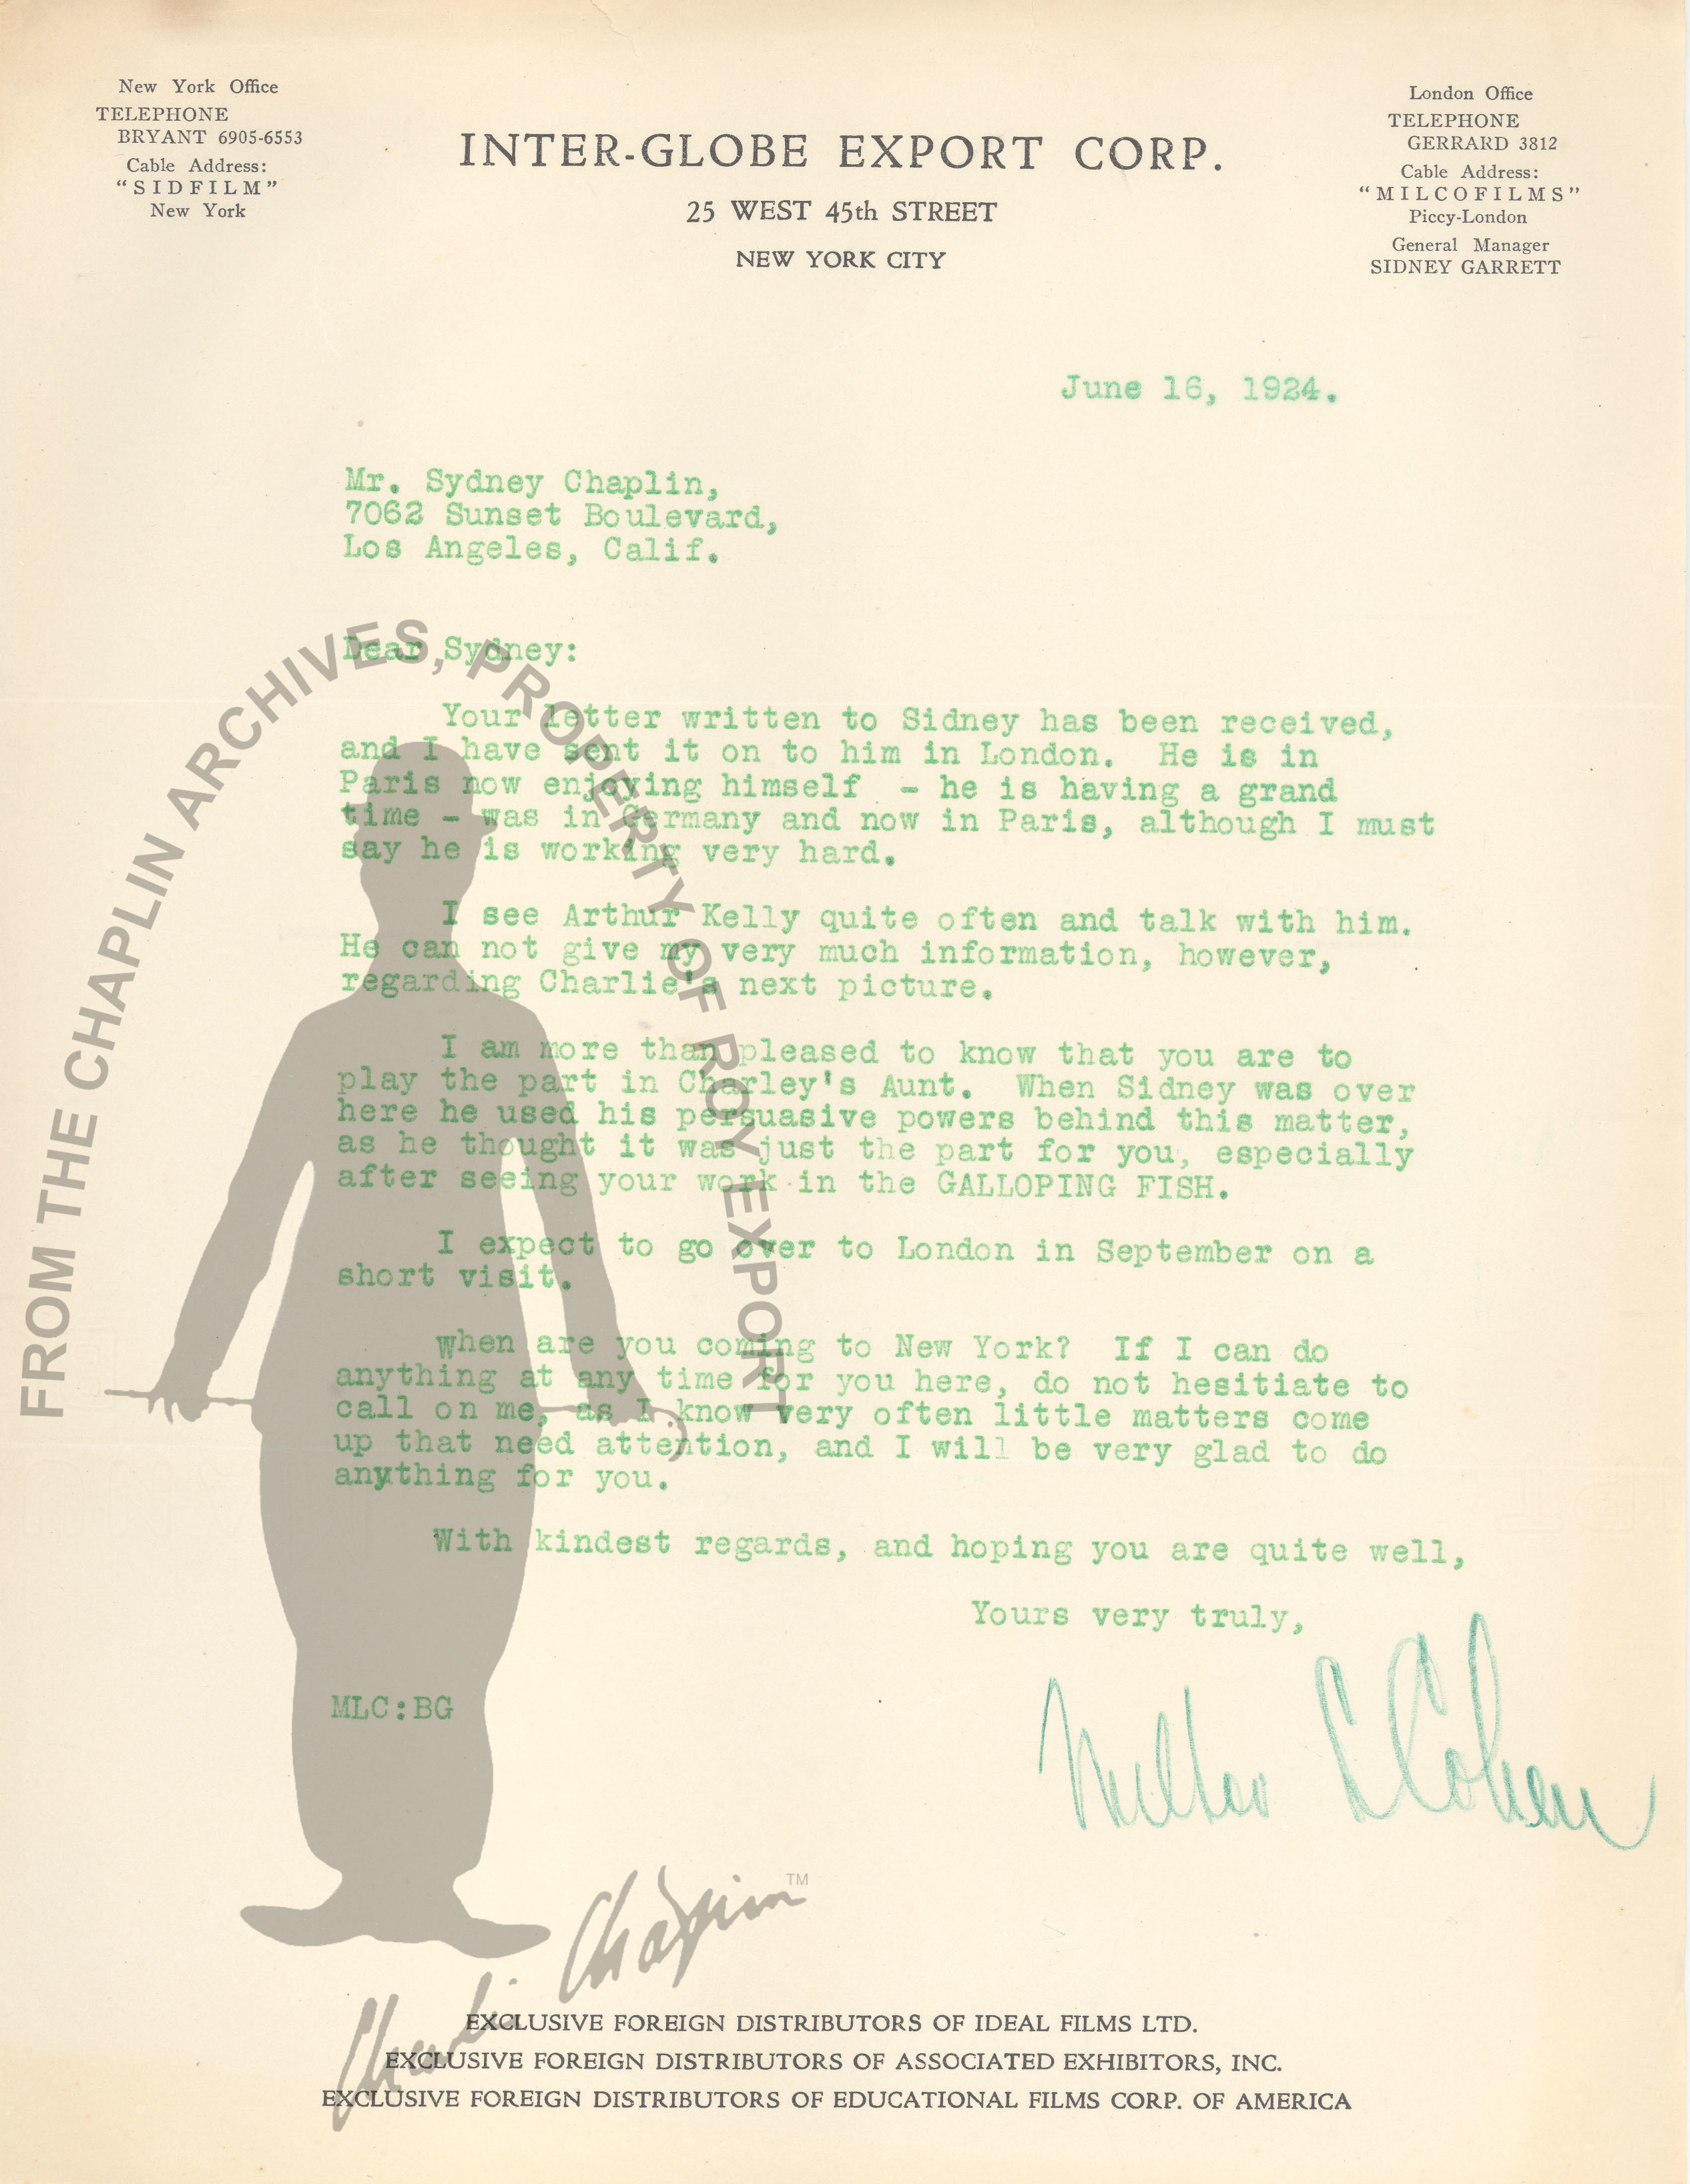 New York Office
TELEPHONE
BRYANT 6905-6553
Cable Address:
"SIDFILM"
New York
INTER-GLOBE EXPORT CORP.
25 WEST 45th STREET
NEW YORK CITY
London Office
TELEPHONE
GERRARD 3812
Cable Address:
"MILCOFILMS"
Piccy-London
General Manager
SIDNEY GARRETT
June 16, 1924.
Mr. Sydney Chaplin,
7062 Sunset Boulevard,
Los Angeles, Calif.
Dear Sydney:
Your letter written to Sidney has been received,
and I have sent it on to him in London. He is in
Paris now enjoying himself - he is having a grand
time - was in Germany and now in Paris, although I must
say he is working very hard.
I see Arthur Kelly quite often and talk with him.
He can not give my very much information, however,
regarding Charlie's next picture.
I am more than pleased to know that you are to
play the part in Charley's Aunt. When Sidney was over
here he used his persuasive powers behind this matter,
as he thought it was just the part for you, especially
after seeing your work in the GALLOPING FISH.
I expect to go over to London in September on a
short visit.
When are you coming to New York? If I can do
anything at any time for you here, do not hesitiate to
call on me, as I know very often little matters come
up that need attention, and I will be very glad to do
anything for you.
With kindest regards, and hoping you are quite well,
Yours very truly,
Milton L Cohen
MLC:BG
EXCLUSIVE FOREIGN DISTRIBUTORS OF IDEAL FILMS LTD.
EXCLUSIVE FOREIGN DISTRIBUTORS OF ASSOCIATED EXHIBITORS, INC.
EXCLUSIVE FOREIGN DISTRIBUTORS OF EDUCATIONAL FILMS CORP. OF AMERICA
FROM THE CHAPLIN ARCHIVES, PROPERTY OF ROY EXPORT
Charlie Chaplin TM